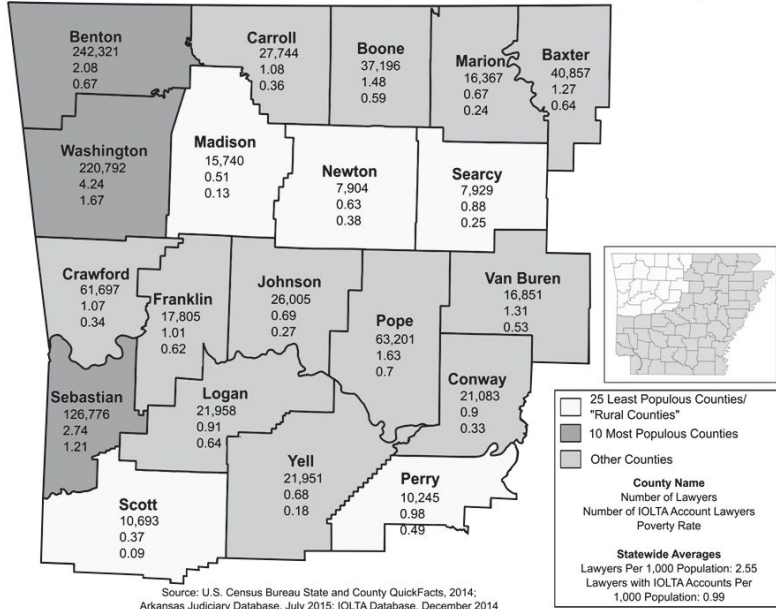 Benton
242,321
2.08
0.67
Carroll
27,744
1.08
0.36
Boone
37,196
1.48
0.59
Marion
16,367
0.67
0.24
Baxter
40,857
1.27
0.64
Washington
220,792
4.24
1.67
Madison
15,740
0.51
0.13
Newton
7,904
0.63
0.38
Searcy
7,929
0.88
0.25
Crawford
61,697
1.07
0.34
Franklin
17,805
1.01
0.62
Johnson
26,005
0.69
0.27
Pope
63,201
1.63
0.7
Van Buren
16,851
1.31
0.53
Sebastian
126,776
2.74
1.21
Logan
21,958
0.91
0.64
Conway
21,083
0.9
0.33
Yell
21,951
0.68
0.18
Perry
10,245
0.98
0.49
Scott
10,693
0.37
0.09
25 Least Populous Counties/
"Rural Counties"
10 Most Populous Counties
Other Counties
County Name
Number of Lawyers
Number of IOLTA Account Lawyers
Poverty Rate
Statewide Averages
Lawyers Per 1,000 Population: 2.55
Lawyers with IOLTA Accounts Per
1,000 Population: 0.99
Source: U.S. Census Bureau State and County QuickFacts, 2014;
Arkansas Judiciary Database, July 2015; IOLTA Database, December 2014